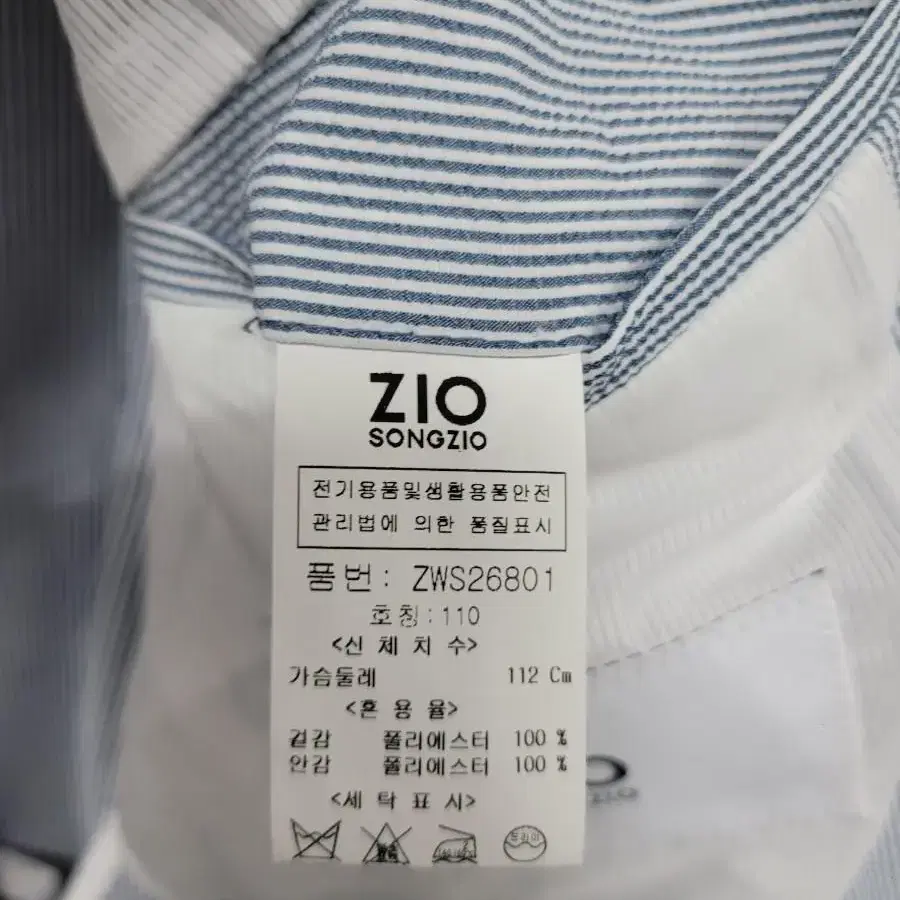 ZIO
SONGZIO
전기용품및생활용품안전
관리법에 의한 품질표시
품번: ZWS26801
호칭:110
<신 체 치 수>
가슴둘레 112 Cm
<혼 용 율>
겉감 폴리에스터 100 %
안감 폴리에스터 100 %
<세 탁 표 시>
드라이